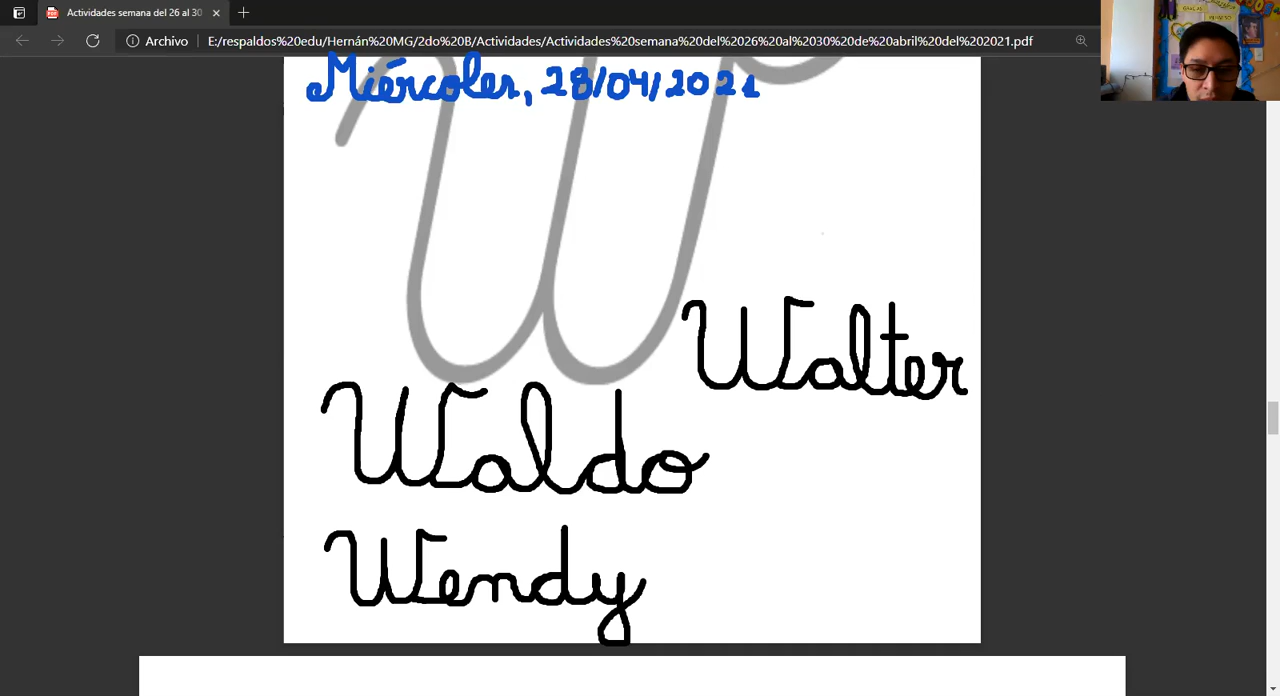 Actividades semana del 26 al 30
Archivo
E:/respaldos%20edu/Hernán%20MG/2do%20B/Actividades/Actividades%20semana%20del%2026%20al%2030%20de%20abril%20del%202021.pdf
Miércoles, 28/04/2021
W
Walter
Waldo
Wendy